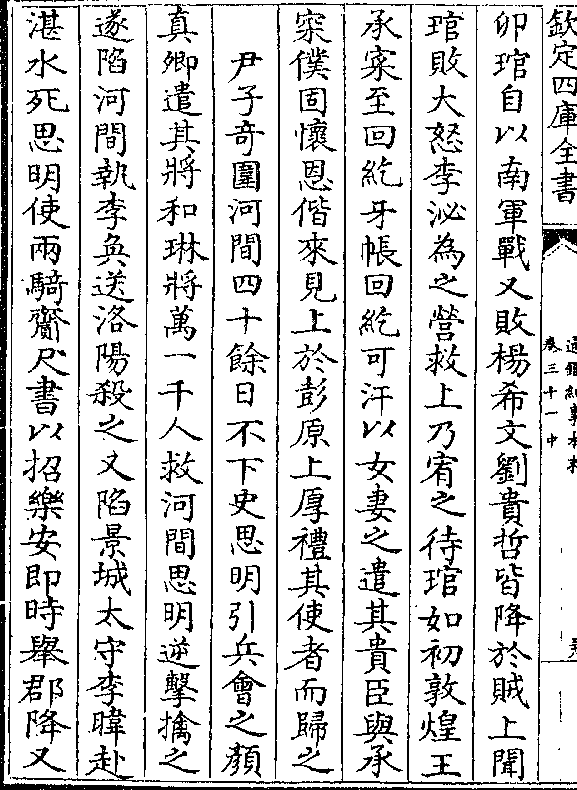 欽定四庫全書
通鑑紀事本末
卷三十一中
卯琯自以南軍戰又敗楊希文劉貴哲皆降於賊上聞
琯敗大怒李泌為之營救上乃宥之待琯如初敦煌王
承寀至回紇牙帳回紇可汗以女妻之遣其貴臣與承
寀僕固懷恩偕來見上於彭原上厚禮其使者而歸之
尹子奇圍河間四十餘日不下史思明引兵會之顏
真卿遣其將和琳將萬一千人救河間思明逆擊擒之
遂陷河間執李奐送洛陽殺之又陷景城太守李暐赴
湛水死思明使兩騎齎尺書以招樂安即時舉郡降又